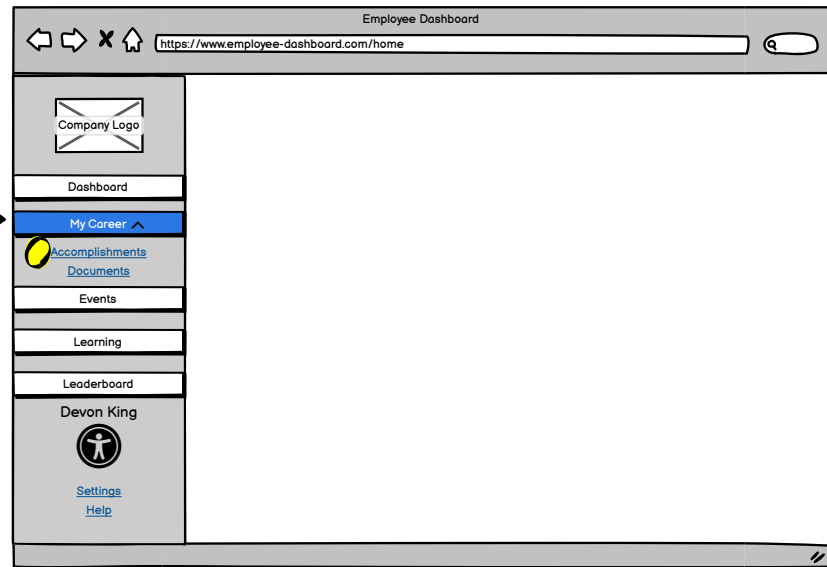 Employee Dashboard
https://www.employee-dashboard.com/home
Company Logo
Dashboard
My Career
Accomplishments
Documents
Events
Learning
Leaderboard
Devon King
Settings
Help